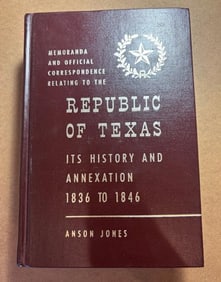 MEMORANDA
AND OFFICIAL
CORRESPONDENCE
RELATING TO THE
REPUBLIC
OF TEXAS
ITS HISTORY AND
ANNEXATION
1836 TO 1846
ANSON JONES